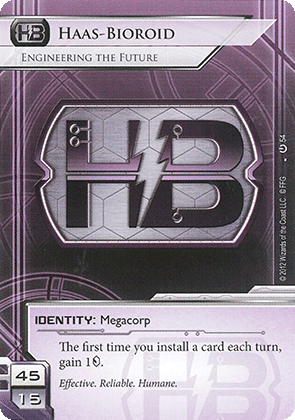 HB
HAAS-BIOROID
ENGINEERING THE FUTURE
HB
54
© 2012 Wizards of the Coast LLC. © FFG
IDENTITY: Megacorp
The first time you install a card each turn,
gain 1
Effective. Reliable. Humane.
45
15